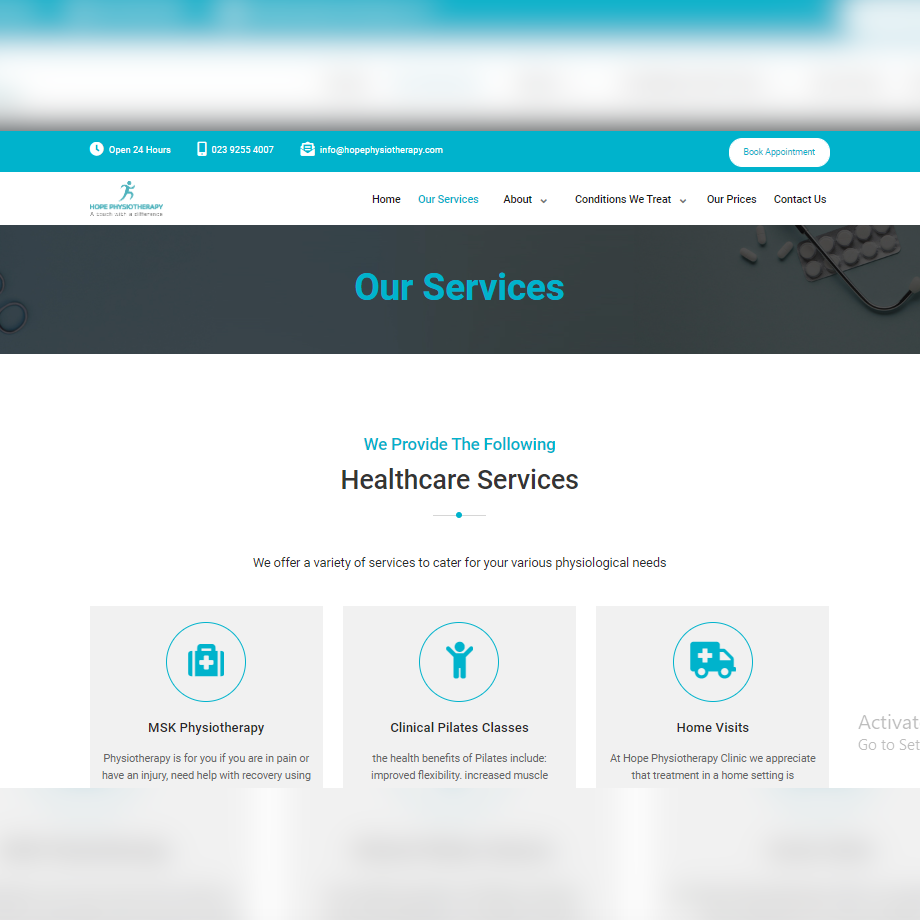 Open 24 Hours
023 9255 4007
info@hopephysiotherapy.com
Book Appointment
HOPE PHYSIOTHERAPY
A touch with a difference
Home
Our Services
About
Conditions We Treat
Our Prices
Contact Us
Our Services
We Provide The Following
Healthcare Services
We offer a variety of services to cater for your various physiological needs
MSK Physiotherapy
Physiotherapy is for you if you are in pain or
have an injury, need help with recovery using
Clinical Pilates Classes
the health benefits of Pilates include:
improved flexibility. increased muscle
Home Visits
At Hope Physiotherapy Clinic we appreciate
that treatment in a home setting is
Activat
Go to Set